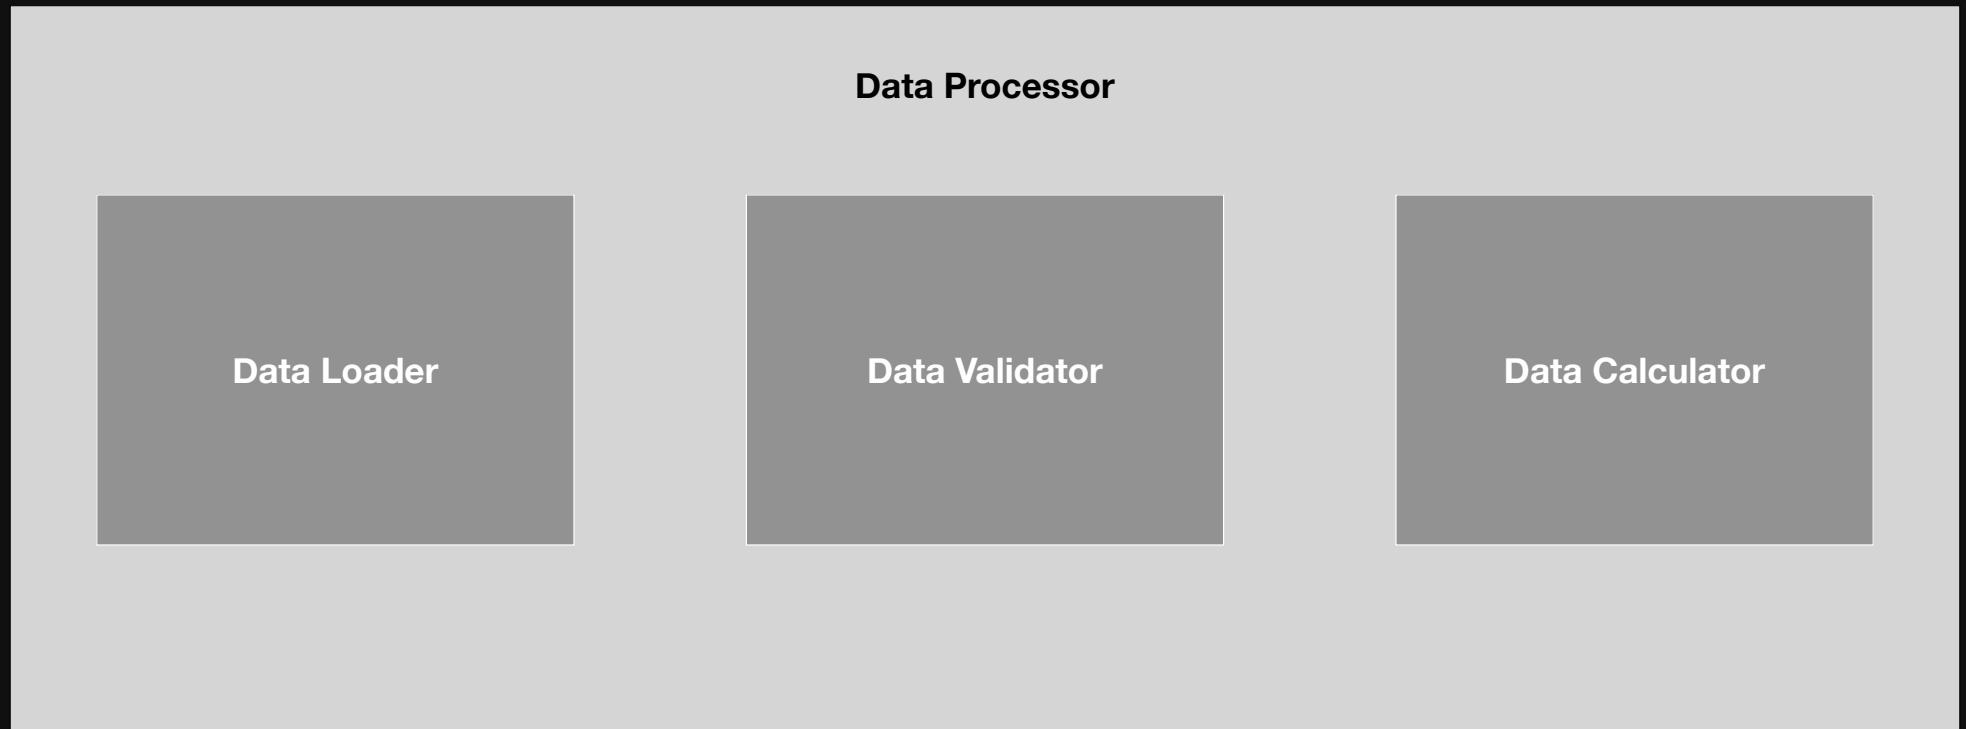 Data Processor
Data Loader
Data Validator
Data Calculator